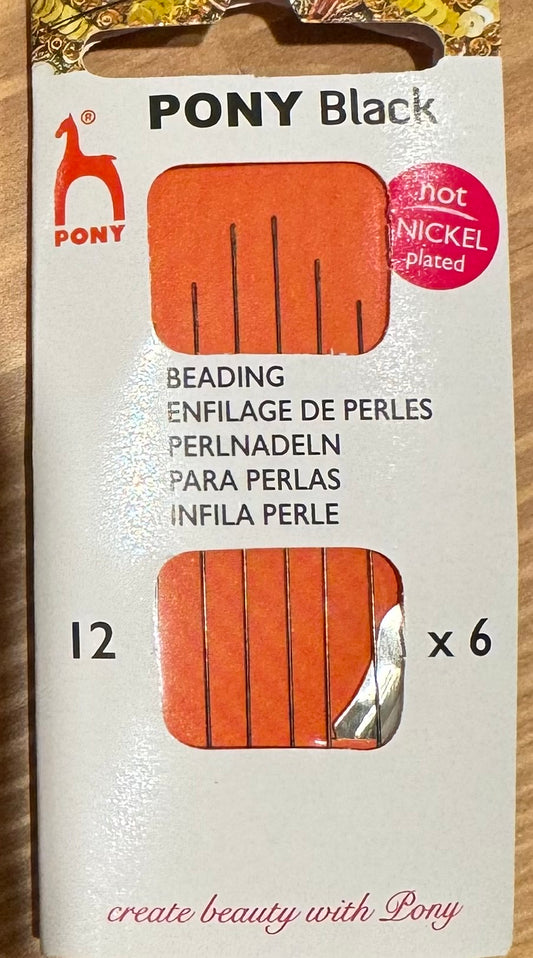 PONY Black
®
PONY
not
NICKEL
plated
BEADING
ENFILAGE DE PERLES
PERLNADELN
PARA PERLAS
INFILA PERLE
12
x 6
create beauty with Pony